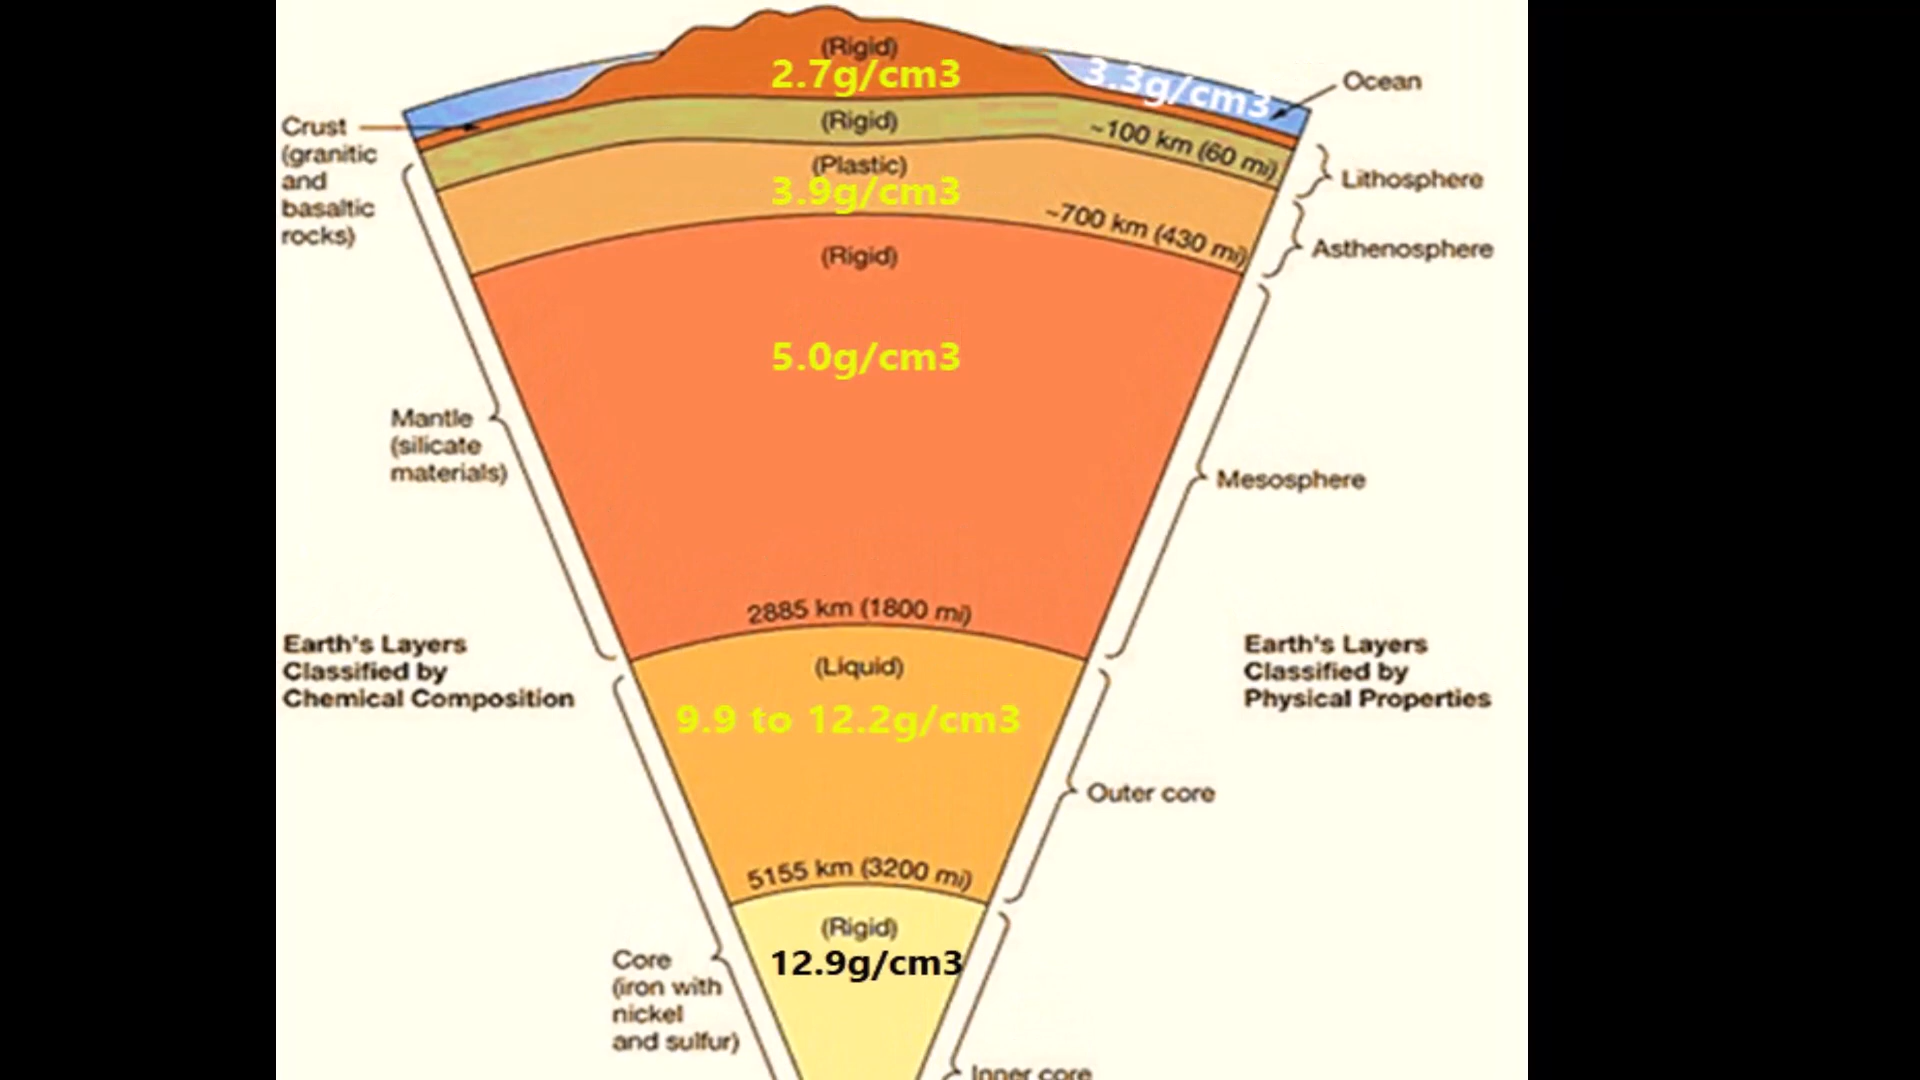 (Rigid)
2.7g/cm3
3.3g/cm3
Ocean
Crust
(granitic
and
basaltic
rocks)
(Rigid)
~100 km (60 mi)
Lithosphere
(Plastic)
3.9g/cm3
~700 km (430 mi)
Asthenosphere
(Rigid)
5.0g/cm3
Mantle
(silicate
materials)
Mesosphere
2885 km (1800 mi)
Earth's Layers
Classified by
Chemical Composition
Earth's Layers
Classified by
Physical Properties
(Liquid)
9.9 to 12.2g/cm3
Outer core
5155 km (3200 mi)
(Rigid)
12.9g/cm3
Core
(iron with
nickel
and sulfur)
Inner core